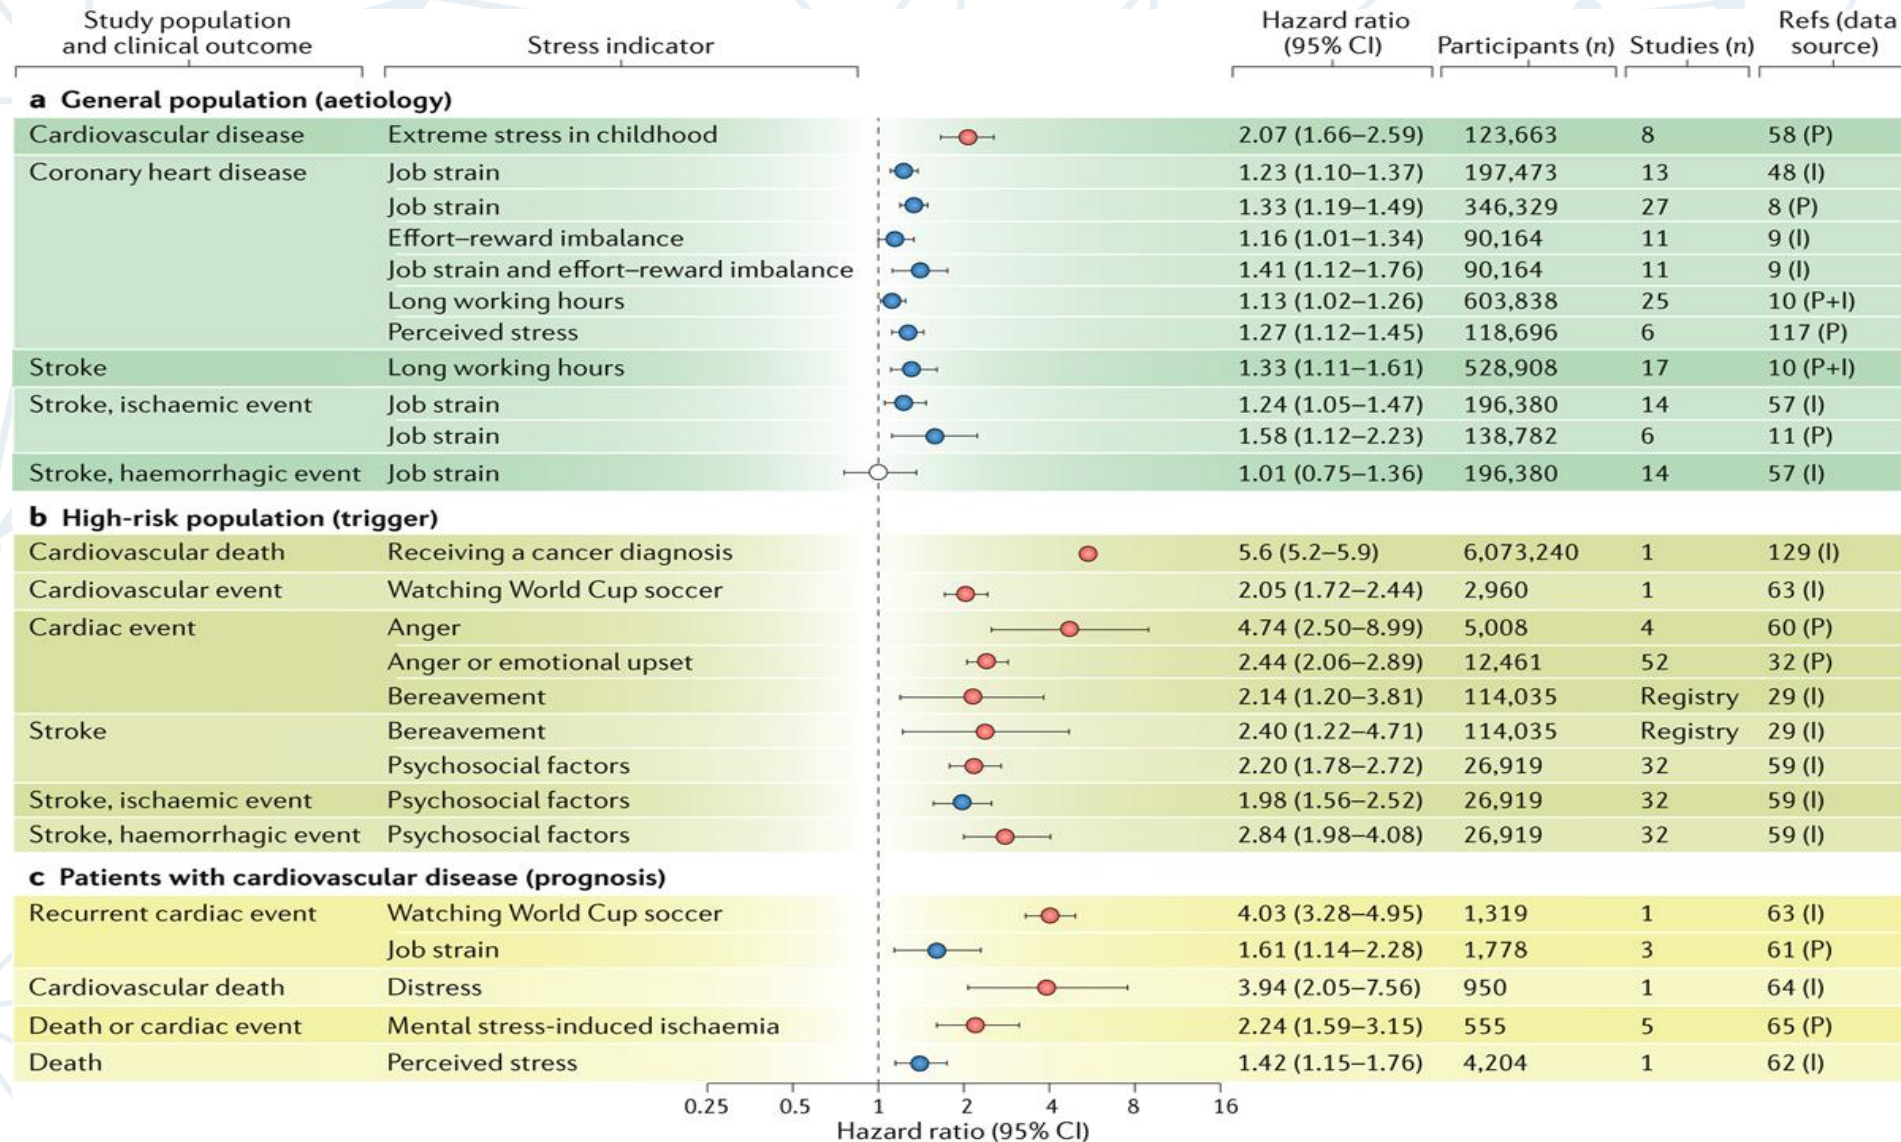 Study population
and clinical outcome
Stress indicator
Hazard ratio
(95% CI)
Participants (n)
Studies (n)
Refs (data
source)
a General population (aetiology)
Cardiovascular disease Extreme stress in childhood 2.07 (1.66–2.59) 123,663 8 58 (P)
Coronary heart disease Job strain 1.23 (1.10–1.37) 197,473 13 48 (I)
Job strain 1.33 (1.19–1.49) 346,329 27 8 (P)
Effort–reward imbalance 1.16 (1.01–1.34) 90,164 11 9 (I)
Job strain and effort–reward imbalance 1.41 (1.12–1.76) 90,164 11 9 (I)
Long working hours 1.13 (1.02–1.26) 603,838 25 10 (P+I)
Perceived stress 1.27 (1.12–1.45) 118,696 6 117 (P)
Stroke Long working hours 1.33 (1.11–1.61) 528,908 17 10 (P+I)
Stroke, ischaemic event Job strain 1.24 (1.05–1.47) 196,380 14 57 (I)
Job strain 1.58 (1.12–2.23) 138,782 6 11 (P)
Stroke, haemorrhagic event Job strain 1.01 (0.75–1.36) 196,380 14 57 (I)
b High-risk population (trigger)
Cardiovascular death Receiving a cancer diagnosis 5.6 (5.2–5.9) 6,073,240 1 129 (I)
Cardiovascular event Watching World Cup soccer 2.05 (1.72–2.44) 2,960 1 63 (I)
Cardiac event Anger 4.74 (2.50–8.99) 5,008 4 60 (P)
Anger or emotional upset 2.44 (2.06–2.89) 12,461 52 32 (P)
Bereavement 2.14 (1.20–3.81) 114,035 Registry 29 (I)
Stroke Bereavement 2.40 (1.22–4.71) 114,035 Registry 29 (I)
Psychosocial factors 2.20 (1.78–2.72) 26,919 32 59 (I)
Stroke, ischaemic event Psychosocial factors 1.98 (1.56–2.52) 26,919 32 59 (I)
Stroke, haemorrhagic event Psychosocial factors 2.84 (1.98–4.08) 26,919 32 59 (I)
c Patients with cardiovascular disease (prognosis)
Recurrent cardiac event Watching World Cup soccer 4.03 (3.28–4.95) 1,319 1 63 (I)
Job strain 1.61 (1.14–2.28) 1,778 3 61 (P)
Cardiovascular death Distress 3.94 (2.05–7.56) 950 1 64 (I)
Death or cardiac event Mental stress-induced ischaemia 2.24 (1.59–3.15) 555 5 65 (P)
Death Perceived stress 1.42 (1.15–1.76) 4,204 1 62 (I)
0.25 0.5 1 2 4 8 16
Hazard ratio (95% CI)